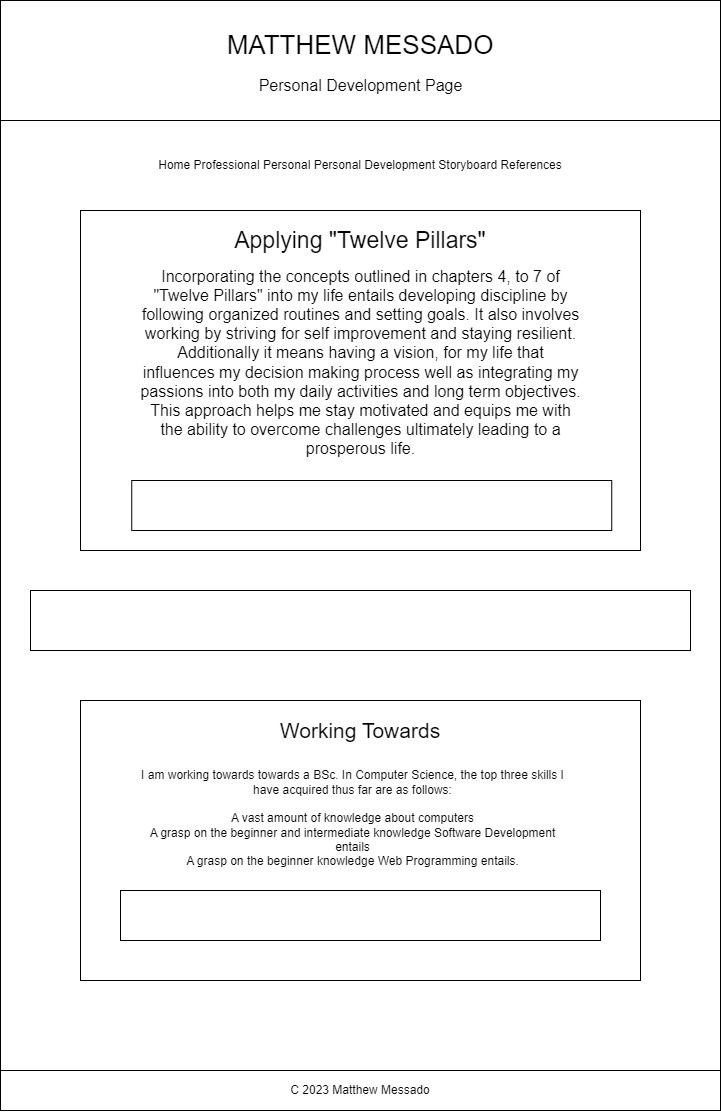 MATTHEW MESSADO
Personal Development Page
Home Professional Personal Personal Development Storyboard References
Applying "Twelve Pillars"
Incorporating the concepts outlined in chapters 4, to 7 of
"Twelve Pillars" into my life entails developing discipline by
following organized routines and setting goals. It also involves
working by striving for self improvement and staying resilient.
Additionally it means having a vision, for my life that
influences my decision making process well as integrating my
passions into both my daily activities and long term objectives.
This approach helps me stay motivated and equips me with
the ability to overcome challenges ultimately leading to a
prosperous life.
Working Towards
I am working towards towards a BSc. In Computer Science, the top three skills I
have acquired thus far are as follows:
A vast amount of knowledge about computers
A grasp on the beginner and intermediate knowledge Software Development
entails
A grasp on the beginner knowledge Web Programming entails.
C 2023 Matthew Messado